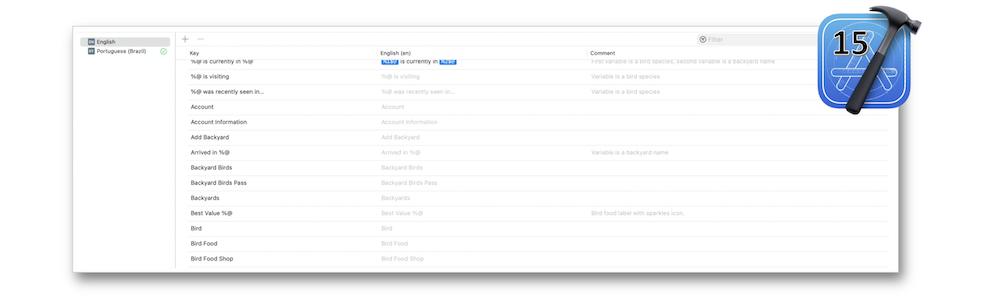 English
Portuguese (Brazil)
Filter
15
Key English (en) Comment
%@ is currently in %@ %1$@ is currently in %2$@ First variable is a bird species, second variable is a backyard name
%@ is visiting %@ is visiting Variable is a bird species
%@ was recently seen in... %@ was recently seen in... Variable is a bird species
Account Account
Account Information Account Information
Add Backyard Add Backyard
Arrived in %@ Arrived in %@ Variable is a backyard name
Backyard Birds Backyard Birds
Backyard Birds Pass Backyard Birds Pass
Backyards Backyards
Best Value %@ Best Value %@ Bird food label with sparkles icon.
Bird Bird
Bird Food Bird Food
Bird Food Shop Bird Food Shop